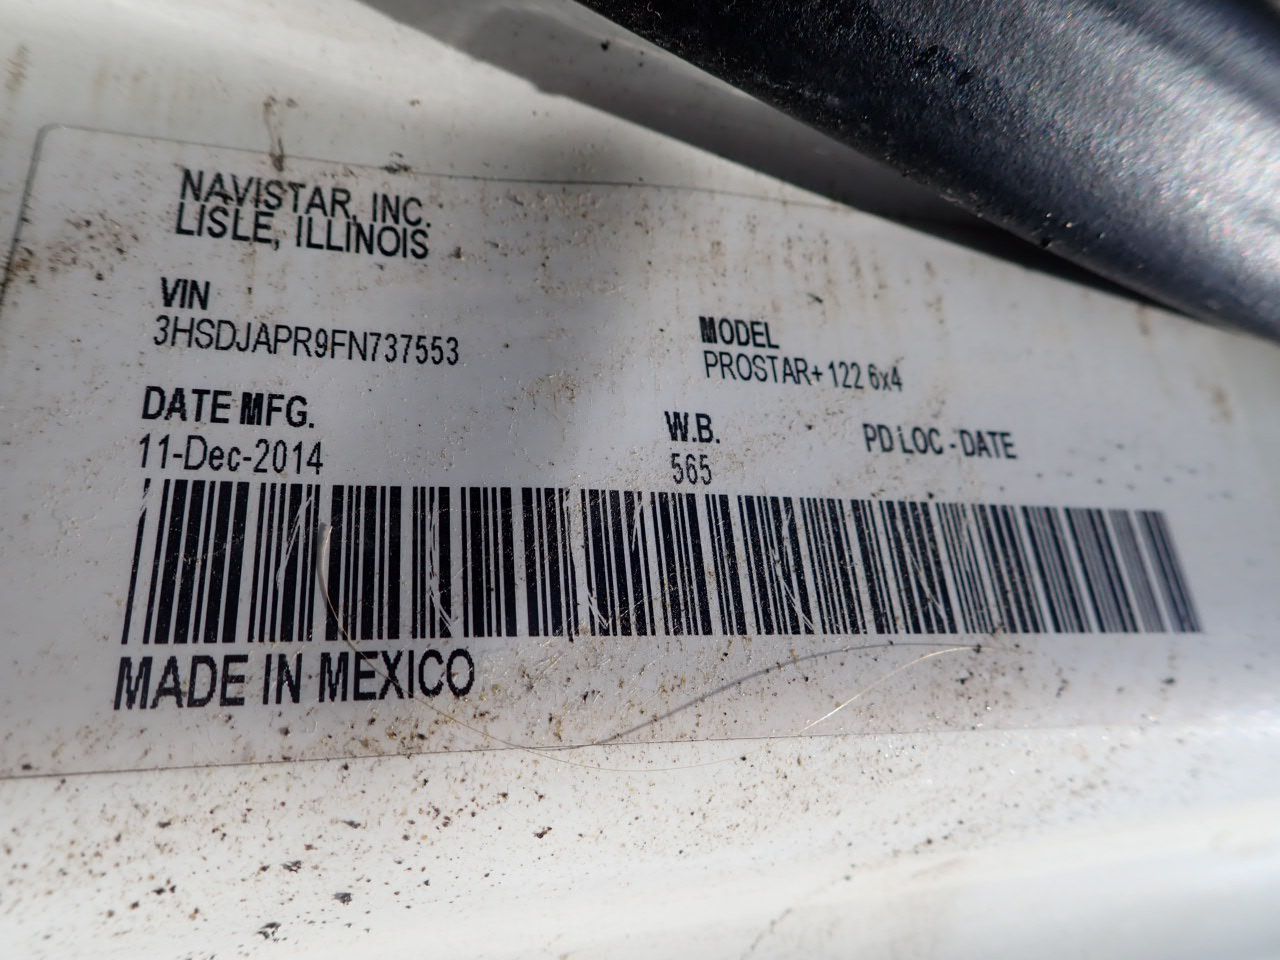 NAVISTAR, INC.
LISLE, ILLINOIS
VIN
3HSDJAPR9FN737553
MODEL
PROSTAR+ 122 6x4
DATE MFG.
11-Dec-2014
W.B.
565
PD LOC - DATE
MADE IN MEXICO